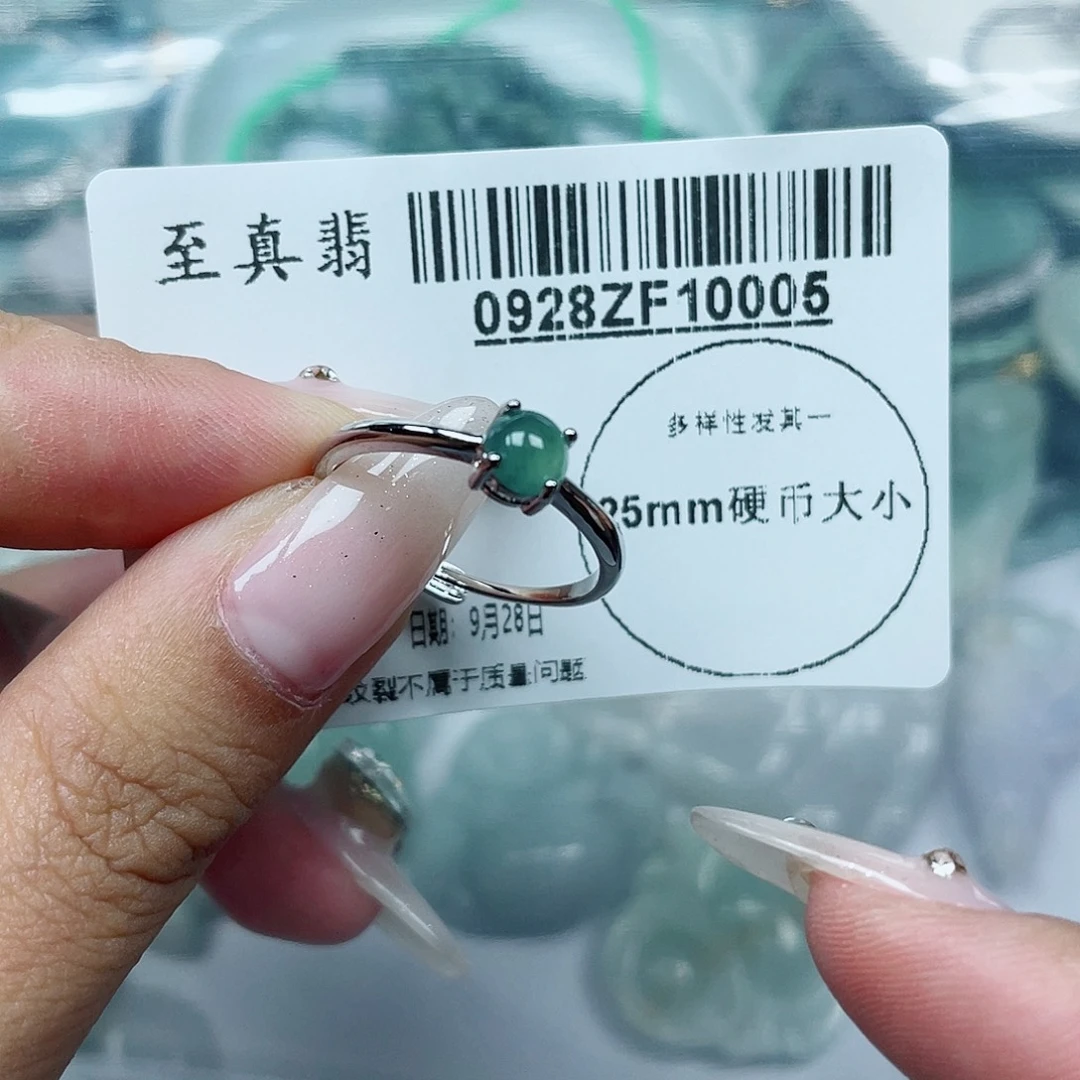 至真翡
0928ZF10005
多样性发其一
25mm硬币大小
日期: 9月28日
纹裂不属于质量问题